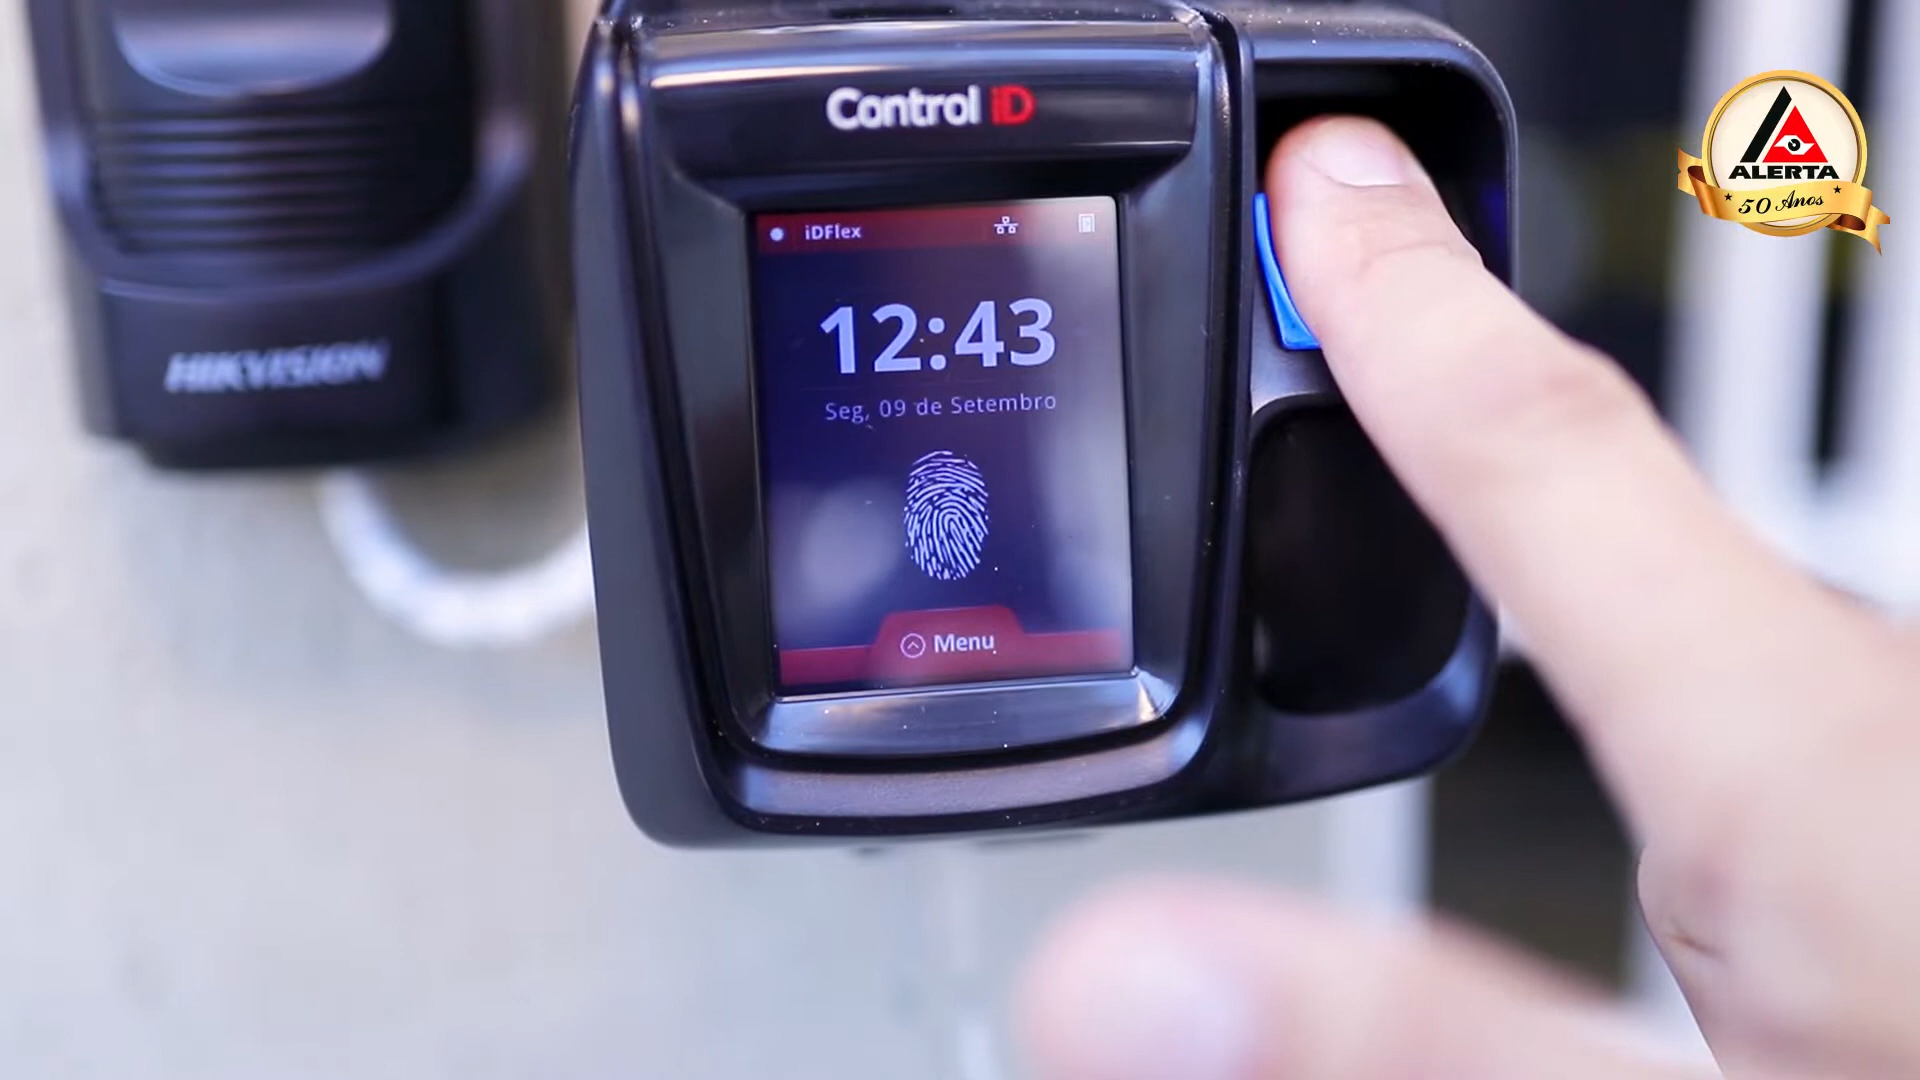 Control iD
iDFlex
12:43
Seg, 09 de Setembro
Menu
HIKVISION
ALERTA
50 Anos